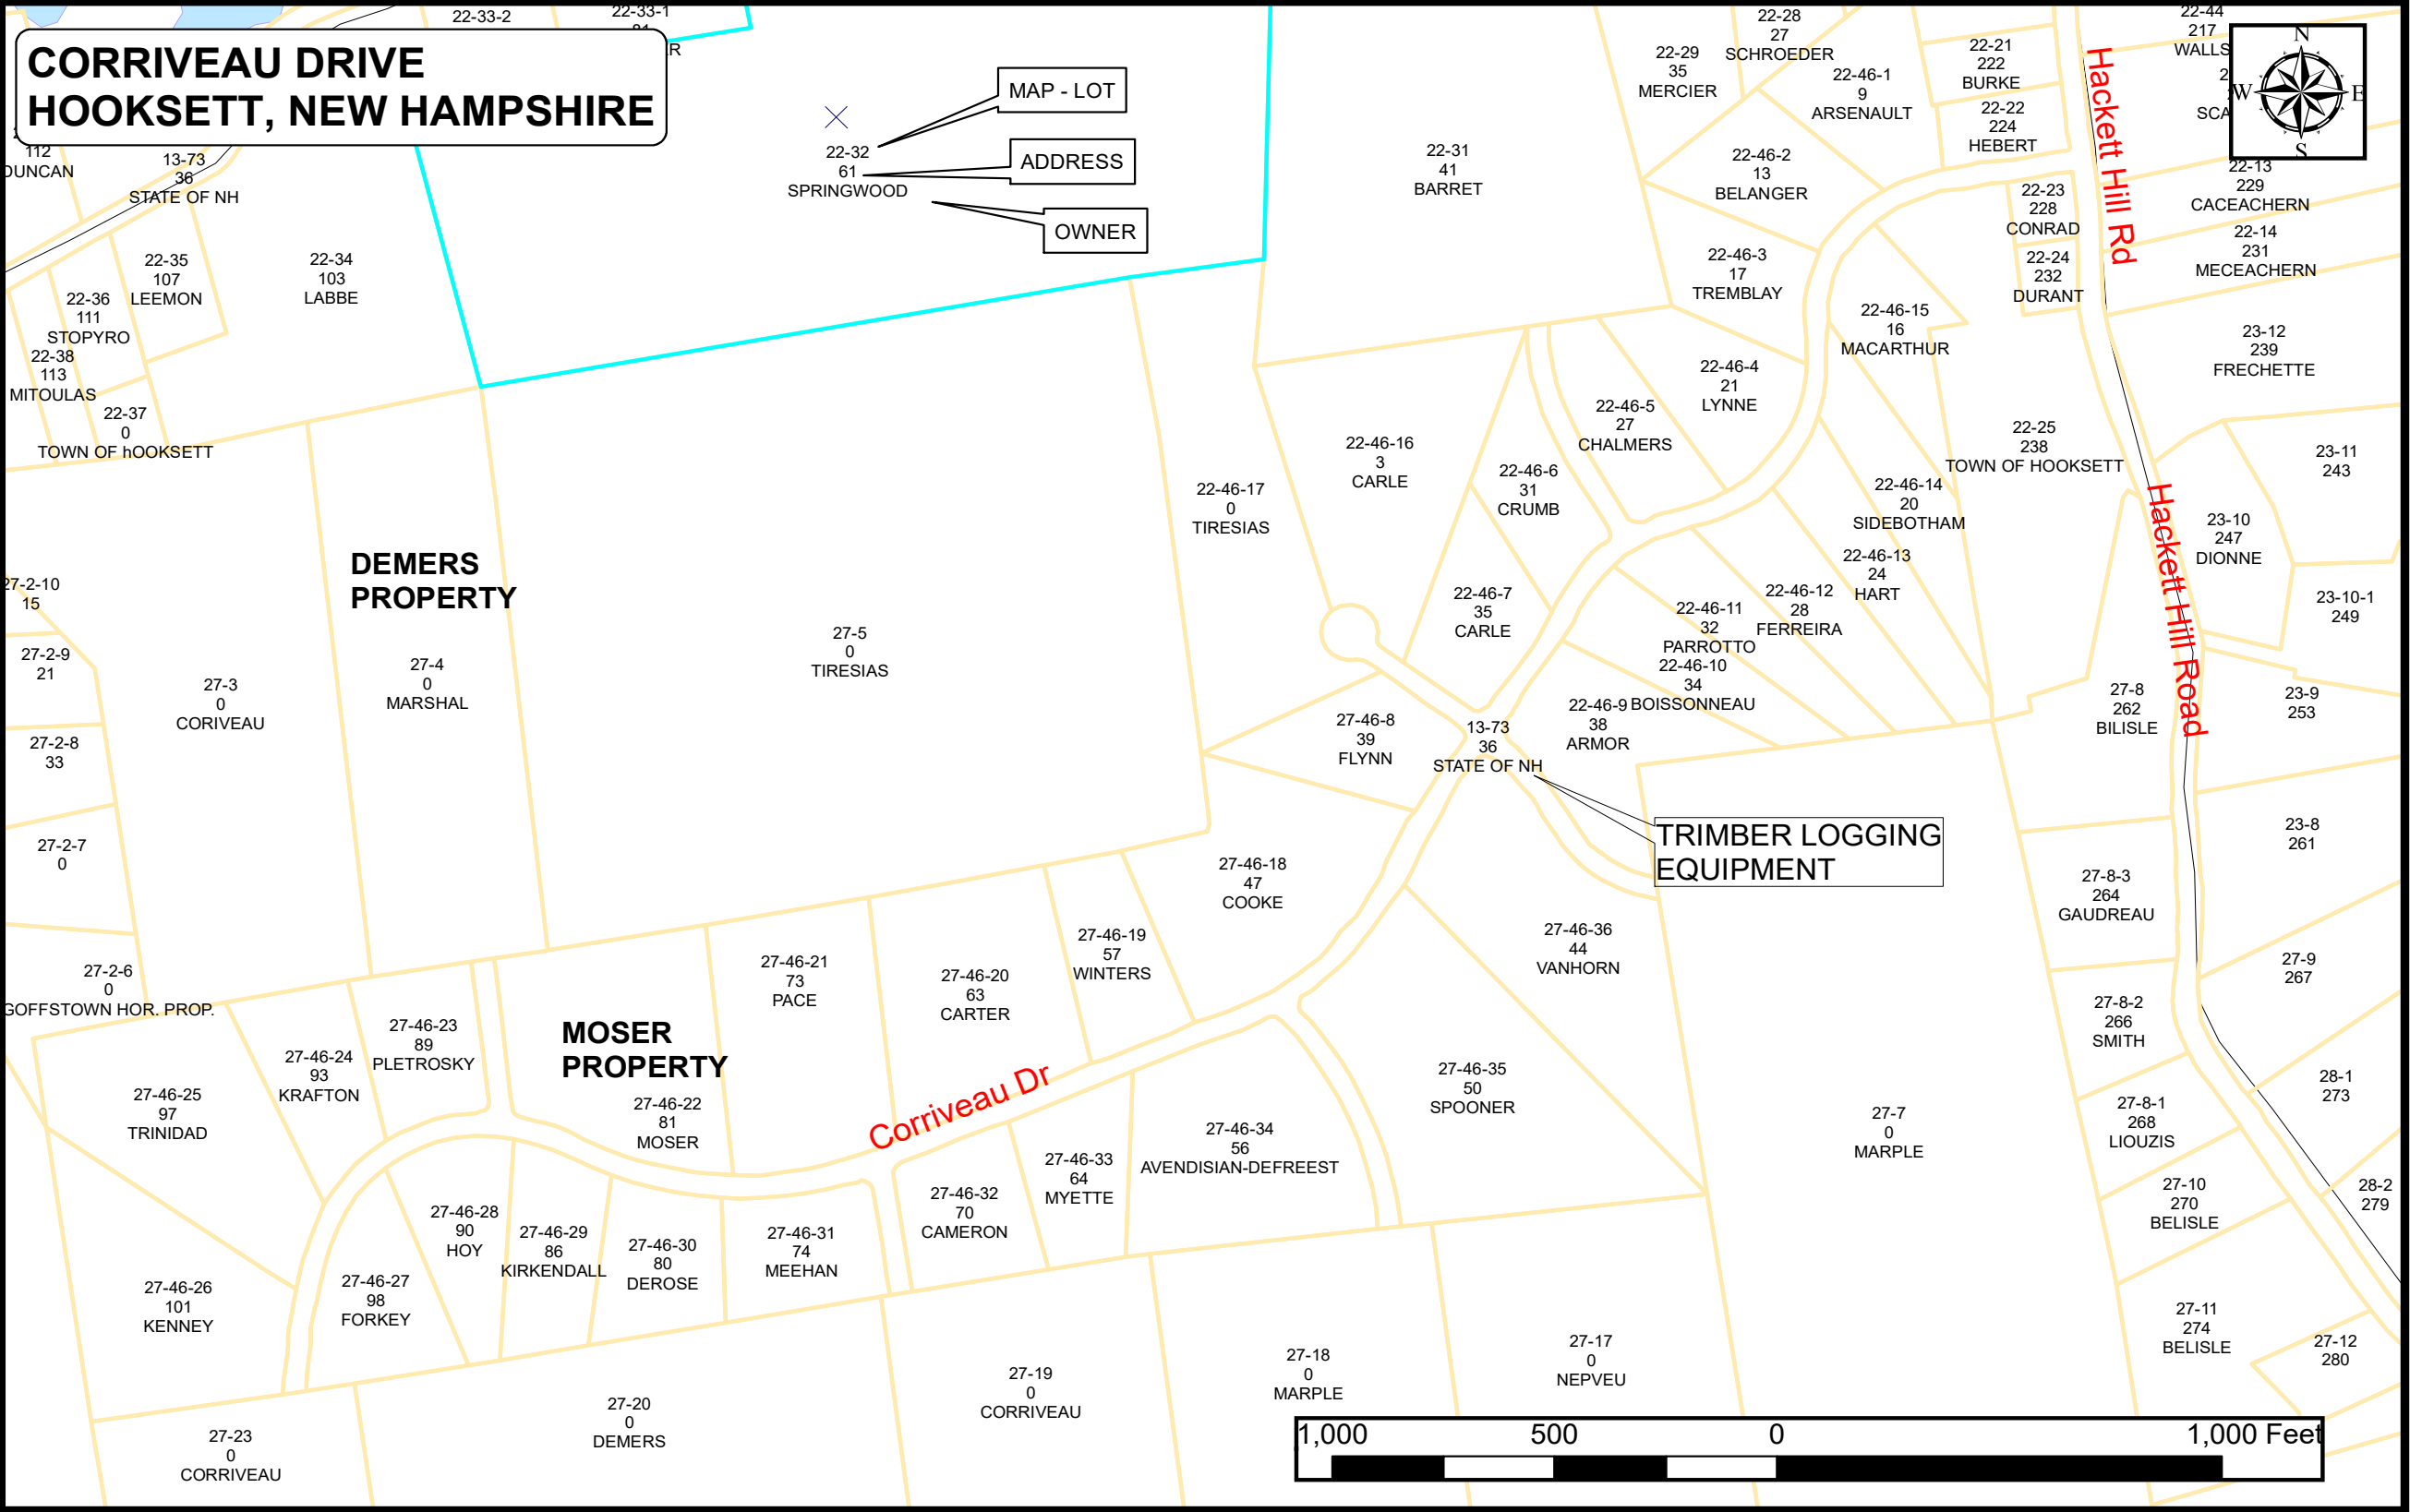 CORRIVEAU DRIVE
HOOKSETT, NEW HAMPSHIRE
22-33-2
22-33-1
MAP - LOT
ADDRESS
OWNER
22-32
61
SPRINGWOOD
22-31
41
BARRET
22-29
35
MERCIER
22-28
27
SCHROEDER
22-46-1
9
ARSENAULT
22-21
222
BURKE
22-22
224
HEBERT
22-44
217
WALLS
SCA
N
W
E
S
Hackett Hill Rd
22-13
229
CACEACHERN
22-14
231
MECEACHERN
112
DUNCAN
13-73
36
STATE OF NH
22-35
107
LEEMON
22-34
103
LABBE
22-36
111
STOPYRO
22-38
113
MITOULAS
22-37
0
TOWN OF hOOKSETT
22-46-2
13
BELANGER
22-46-3
17
TREMBLAY
22-23
228
CONRAD
22-24
232
DURANT
22-46-15
16
MACARTHUR
22-46-4
21
LYNNE
22-46-5
27
CHALMERS
23-12
239
FRECHETTE
22-25
238
TOWN OF HOOKSETT
23-11
243
22-46-16
3
CARLE
22-46-6
31
CRUMB
22-46-17
0
TIRESIAS
22-46-14
20
SIDEBOTHAM
22-46-13
24
HART
22-46-12
28
FERREIRA
22-46-11
32
PARROTTO
22-46-10
34
BOISSONNEAU
22-46-9
38
ARMOR
22-46-7
35
CARLE
Hackett Hill Road
23-10
247
DIONNE
23-10-1
249
23-9
253
27-8
262
BILISLE
DEMERS
PROPERTY
27-2-10
15
27-2-9
21
27-2-8
33
27-2-7
0
27-3
0
CORIVEAU
27-4
0
MARSHAL
27-5
0
TIRESIAS
27-46-8
39
FLYNN
13-73
36
STATE OF NH
TRIMBER LOGGING
EQUIPMENT
23-8
261
27-8-3
264
GAUDREAU
27-46-18
47
COOKE
27-46-19
57
WINTERS
27-46-20
63
CARTER
27-46-21
73
PACE
27-46-36
44
VANHORN
27-9
267
27-8-2
266
SMITH
27-2-6
0
GOFFSTOWN HOR. PROP.
27-46-23
89
PLETROSKY
27-46-24
93
KRAFTON
27-46-25
97
TRINIDAD
MOSER
PROPERTY
27-46-22
81
MOSER
Corriveau Dr
27-46-35
50
SPOONER
27-46-34
56
AVENDISIAN-DEFREEST
27-46-33
64
MYETTE
27-46-32
70
CAMERON
27-46-31
74
MEEHAN
27-46-30
80
DEROSE
27-46-29
86
KIRKENDALL
27-46-28
90
HOY
27-46-27
98
FORKEY
27-46-26
101
KENNEY
27-7
0
MARPLE
28-1
273
27-8-1
268
LIOUZIS
27-10
270
BELISLE
28-2
279
27-11
274
BELISLE
27-12
280
27-17
0
NEPVEU
27-18
0
MARPLE
27-19
0
CORRIVEAU
27-20
0
DEMERS
27-23
0
CORRIVEAU
1,000
500
0
1,000 Feet